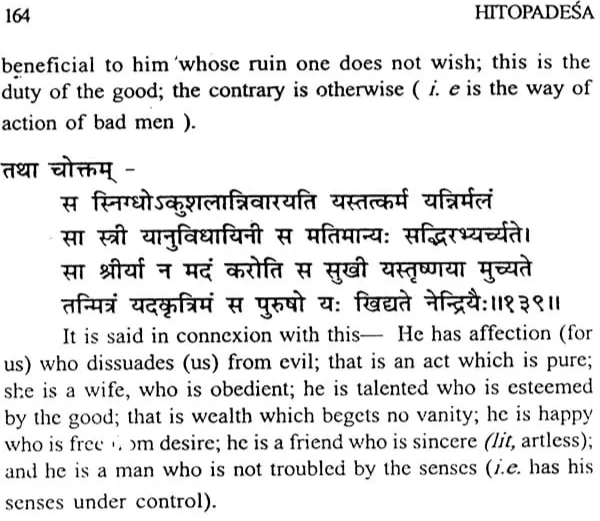 164 HITOPADEŚA
beneficial to him whose ruin one does not wish; this is the
duty of the good; the contrary is otherwise ( i. e is the way of
action of bad men ).
तथा चोक्तम् -
स स्निग्धोऽकुशलान्निवारयति यस्तत्कर्म यन्निर्मलं
सा स्त्री यानुविधायिनी स मतिमान्यः सद्भिरभ्यर्च्यते।
सा श्रीर्या न मदं करोति स सुखी यस्तृष्णया मुच्यते
तन्मित्रं यदकृत्रिमं स पुरुषो यः खिद्यते नेन्द्रियैः॥१३९॥
It is said in connexion with this— He has affection (for
us) who dissuades (us) from evil; that is an act which is pure;
she is a wife, who is obedient; he is talented who is esteemed
by the good; that is wealth which begets no vanity; he is happy
who is free desire; he is a friend who is sincere (lit, artless);
and he is a man who is not troubled by the senses (i.e. has his
senses under control).